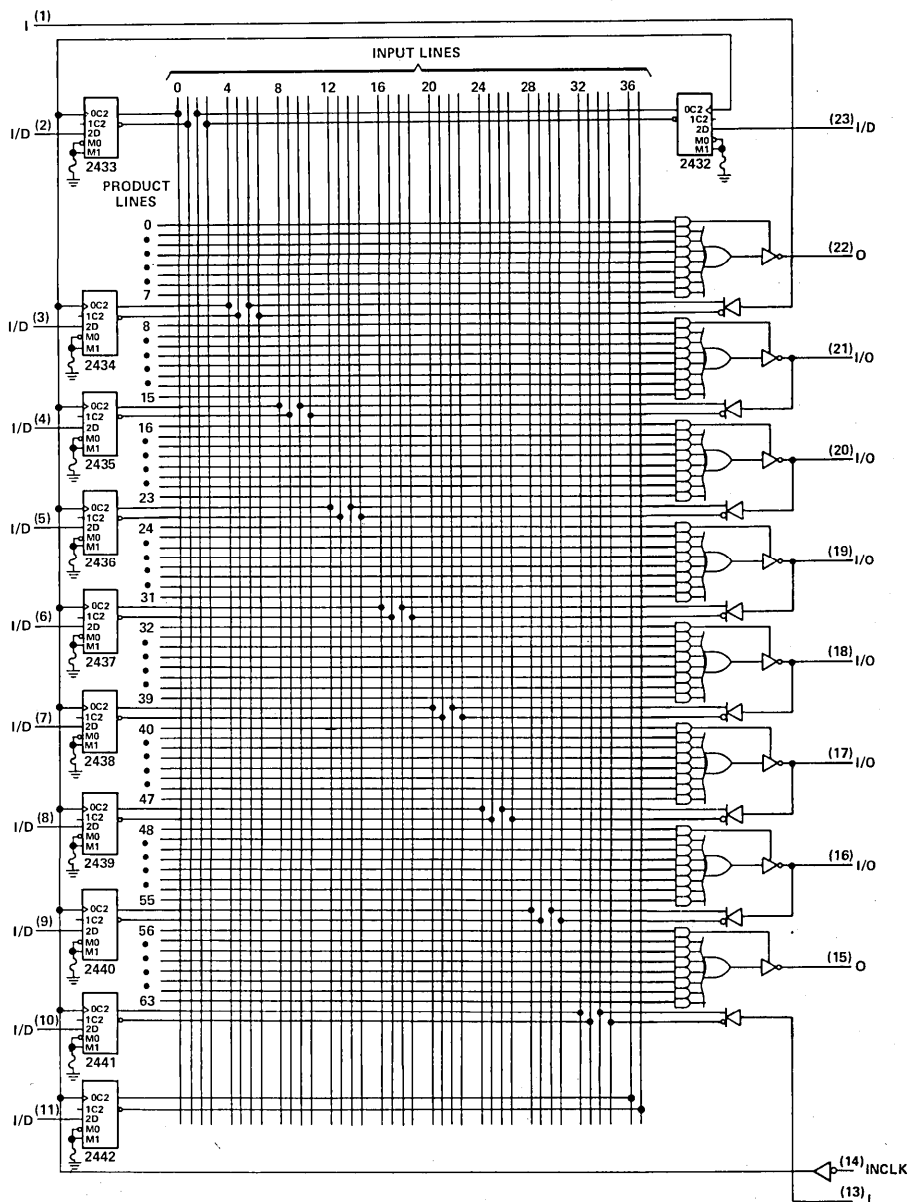 I (1)
INPUT LINES
0 4 8 12 16 20 24 28 32 36
I/D (2)
0C2
1C2
2D
M0
M1
2433
0C2
1C2
2D
M0
M1
2432
(23) I/D
PRODUCT LINES
0
7
(22) O
I/D (3)
0C2
1C2
2D
M0
M1
2434
8
15
(21) I/O
I/D (4)
0C2
1C2
2D
M0
M1
2435
16
23
(20) I/O
I/D (5)
0C2
1C2
2D
M0
M1
2436
24
31
(19) I/O
I/D (6)
0C2
1C2
2D
M0
M1
2437
32
39
(18) I/O
I/D (7)
0C2
1C2
2D
M0
M1
2438
40
47
(17) I/O
I/D (8)
0C2
1C2
2D
M0
M1
2439
48
55
(16) I/O
I/D (9)
0C2
1C2
2D
M0
M1
2440
56
63
(15) O
I/D (10)
0C2
1C2
2D
M0
M1
2441
I/D (11)
0C2
1C2
2D
M0
M1
2442
(14) INCLK
(13) I